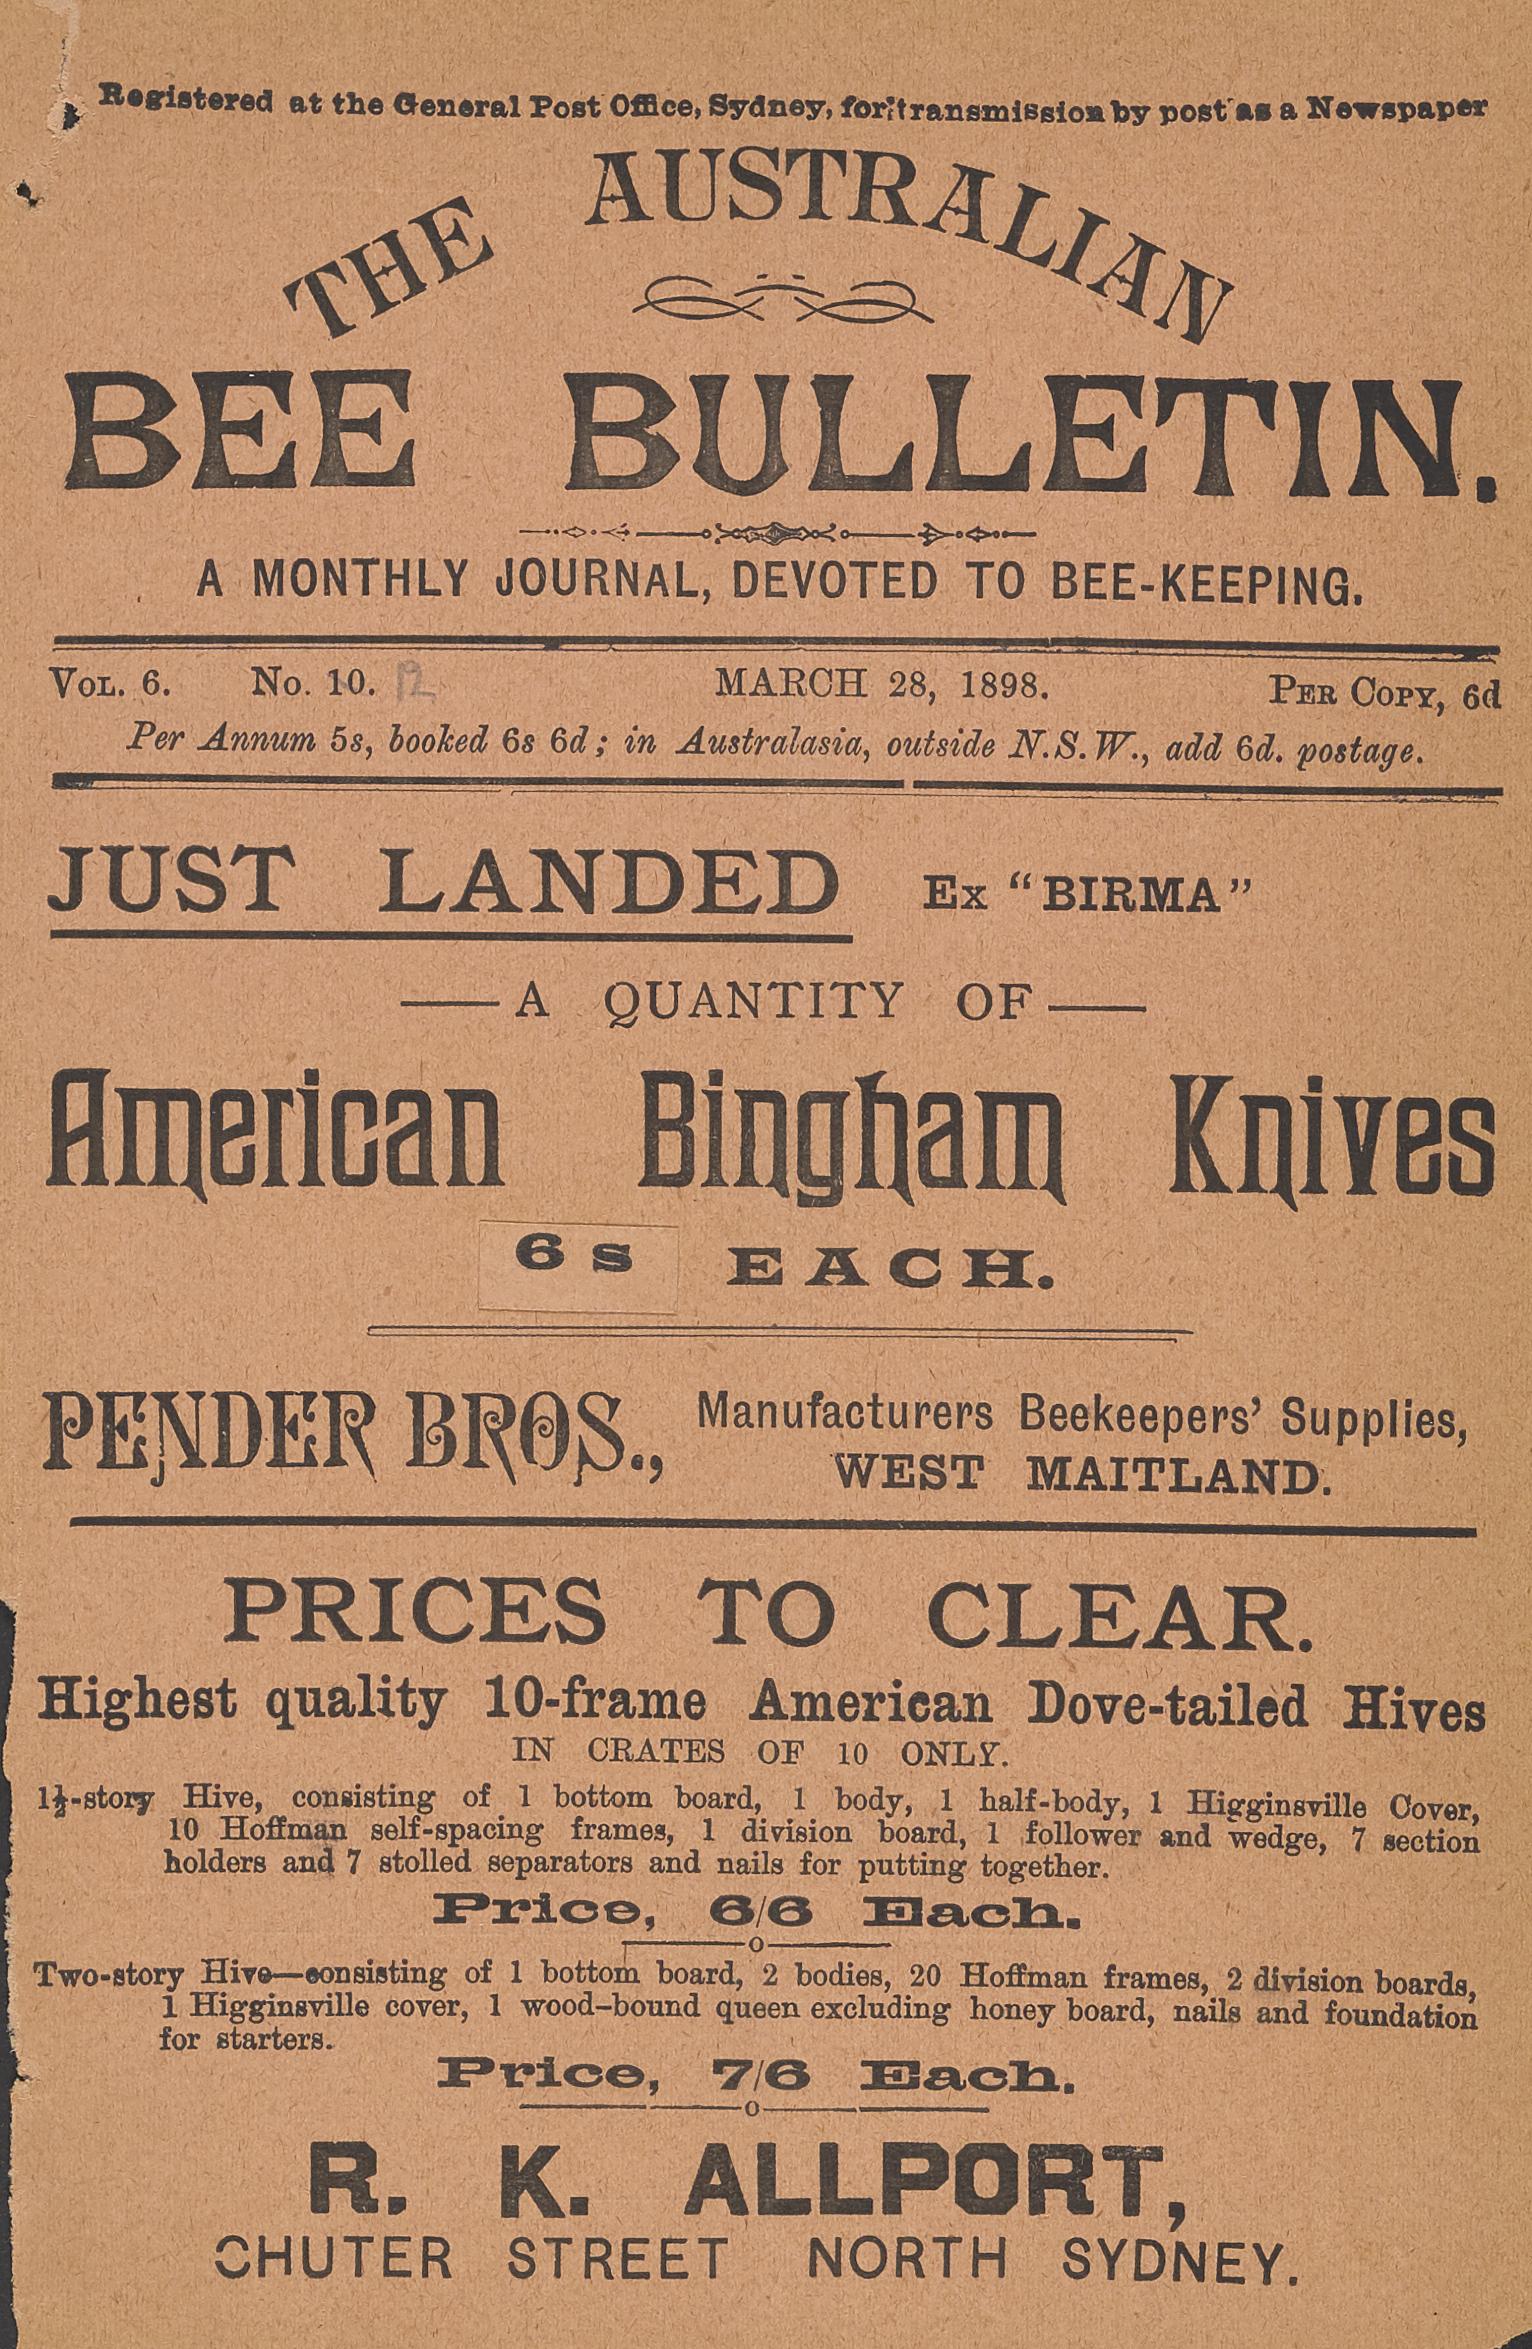 Registered at the General Post Office, Sydney, for transmission by post as a Newspaper
THE AUSTRALIAN
BEE BULLETIN.
A MONTHLY JOURNAL, DEVOTED TO BEE-KEEPING.
VOL. 6. No. 10. 12 MARCH 28, 1898. PER COPY, 6d
Per Annum 5s, booked 6s 6d; in Australasia, outside N.S.W., add 6d. postage.
JUST LANDED Ex “BIRMA”
—A QUANTITY OF—
American Bingham Knives
6s EACH.
PENDER BROS., Manufacturers Beekeepers’ Supplies,
WEST MAITLAND.
PRICES TO CLEAR.
Highest quality 10-frame American Dove-tailed Hives
IN CRATES OF 10 ONLY.
1½-story Hive, consisting of 1 bottom board, 1 body, 1 half-body, 1 Higginsville Cover,
10 Hoffman self-spacing frames, 1 division board, 1 follower and wedge, 7 section
holders and 7 stolled separators and nails for putting together.
Price, 6/6 Each.
Two-story Hive—consisting of 1 bottom board, 2 bodies, 20 Hoffman frames, 2 division boards,
1 Higginsville cover, 1 wood-bound queen excluding honey board, nails and foundation
for starters.
Price, 7/6 Each.
R. K. ALLPORT,
CHUTER STREET NORTH SYDNEY.